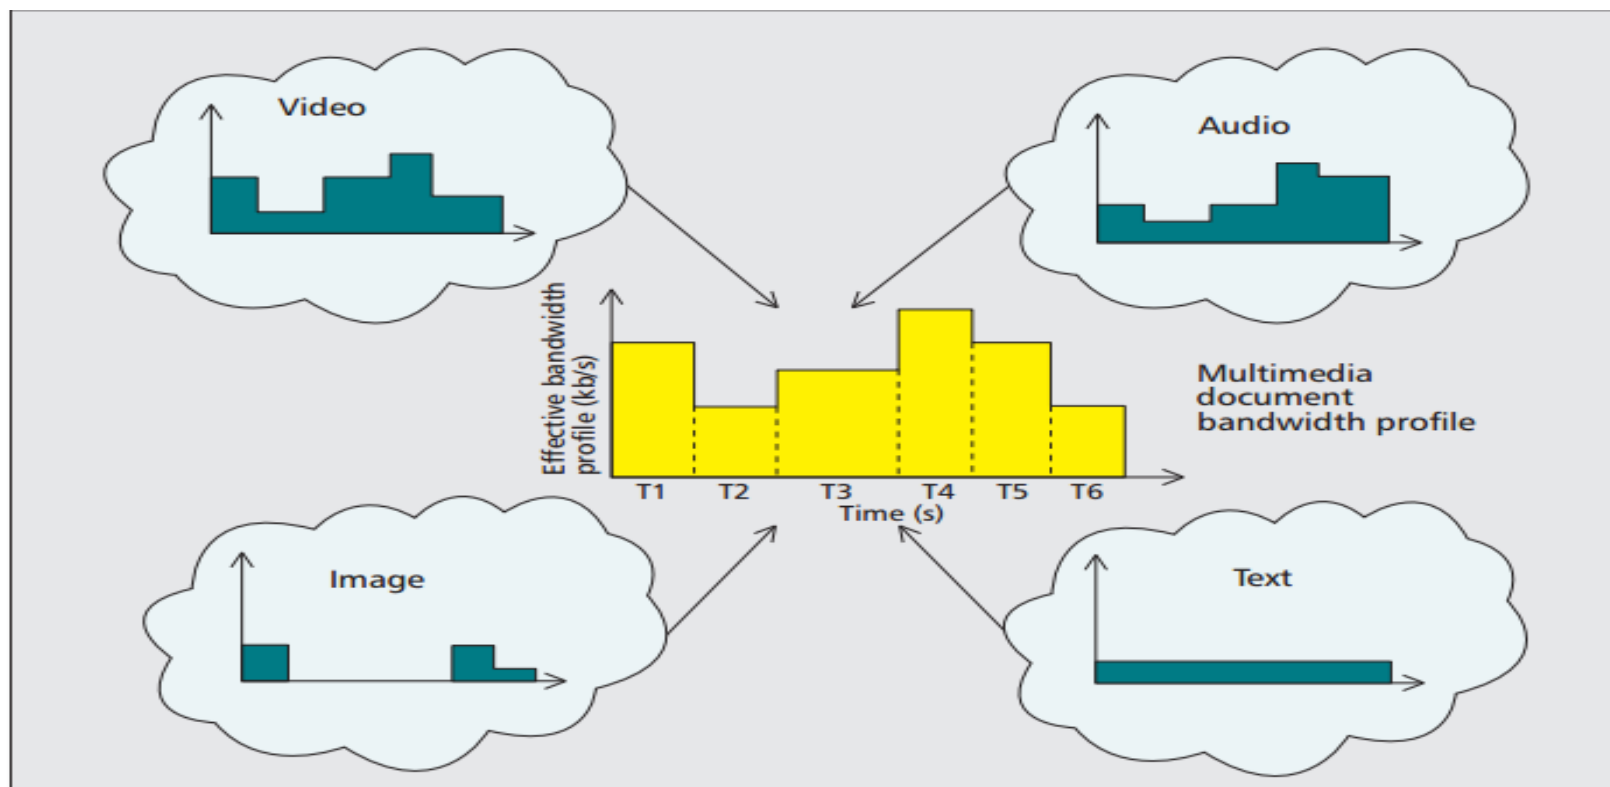 Video
Audio
Effective bandwidth
profile (kb/s)
T1 T2 T3 T4 T5 T6
Time (s)
Multimedia
document
bandwidth profile
Image
Text